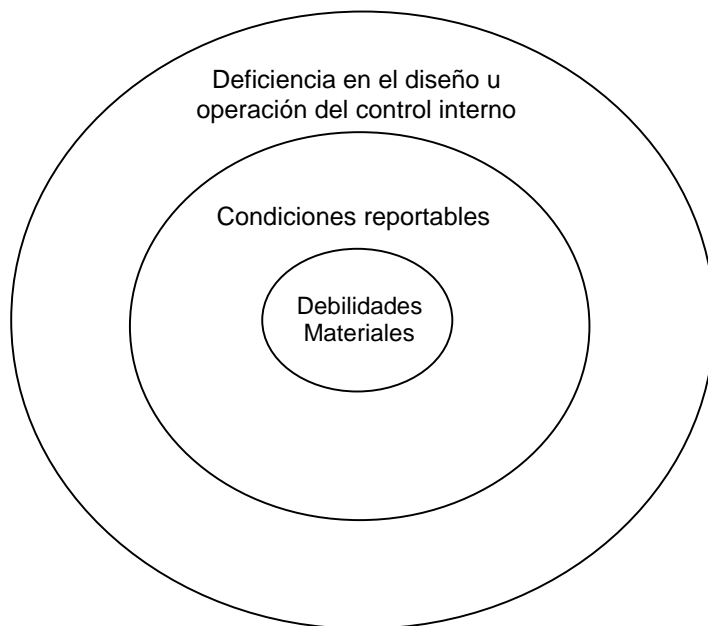 Deficiencia en el diseño u
operación del control interno
Condiciones reportables
Debilidades
Materiales